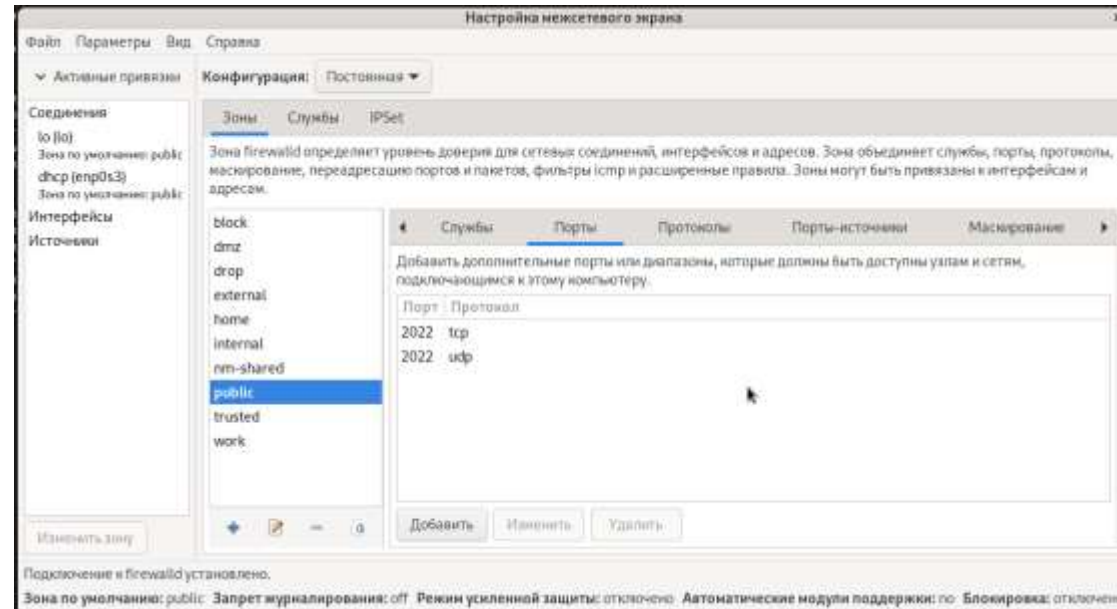 Настройка межсетевого экрана
Файл Параметры Вид Справка
Активные привязки
Конфигурация: Постоянная
Соединения
lo (lo)
Зона по умолчанию: public
dhcp (enp0s3)
Зона по умолчанию: public
Интерфейсы
Источники
Изменить зону
Зоны Службы IPSet
Зона firewalld определяет уровень доверия для сетевых соединений, интерфейсов и адресов. Зона объединяет службы, порты, протоколы,
маскирование, переадресацию портов и пакетов, фильтры icmp и расширенные правила. Зоны могут быть привязаны к интерфейсам и
адресам.
block
dmz
drop
external
home
internal
nm-shared
public
trusted
work
Службы Порты Протоколы Порты-источники Маскирование
Добавить дополнительные порты или диапазоны, которые должны быть доступны узлам и сетям,
подключающимся к этому компьютеру.
Порт Протокол
2022 tcp
2022 udp
Добавить Изменить Удалить
Подключение к firewalld установлено.
Зона по умолчанию: public Запрет журналирования: off Режим усиленной защиты: отключено Автоматические модули поддержки: no Блокировка: отключен